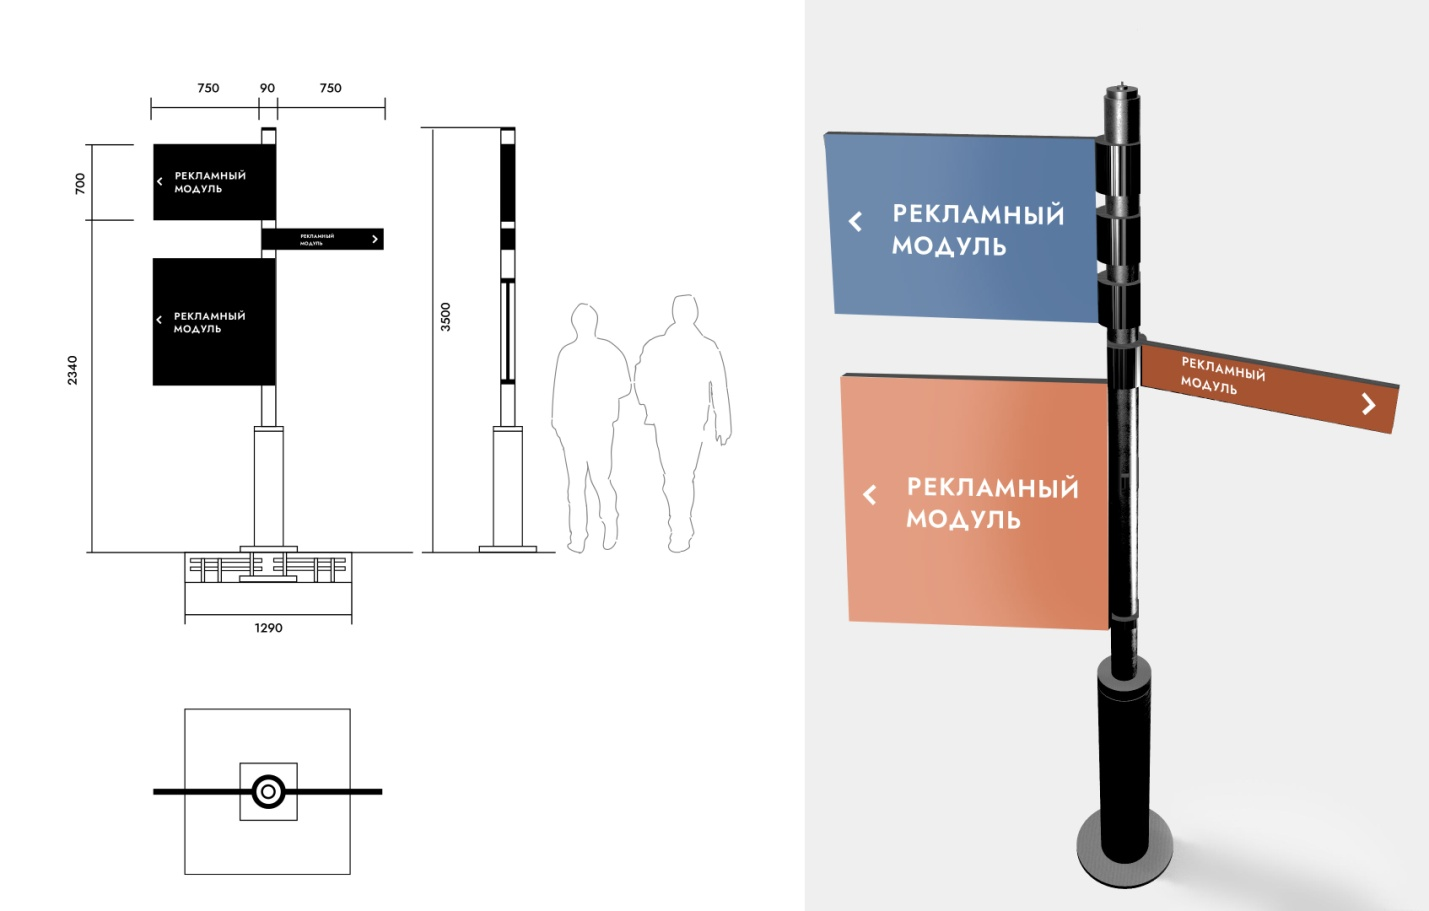 750 90 750
700
< РЕКЛАМНЫЙ
МОДУЛЬ
РЕКЛАМНЫЙ
МОДУЛЬ >
< РЕКЛАМНЫЙ
МОДУЛЬ
2340
3500
1290
< РЕКЛАМНЫЙ
МОДУЛЬ
РЕКЛАМНЫЙ
МОДУЛЬ >
< РЕКЛАМНЫЙ
МОДУЛЬ